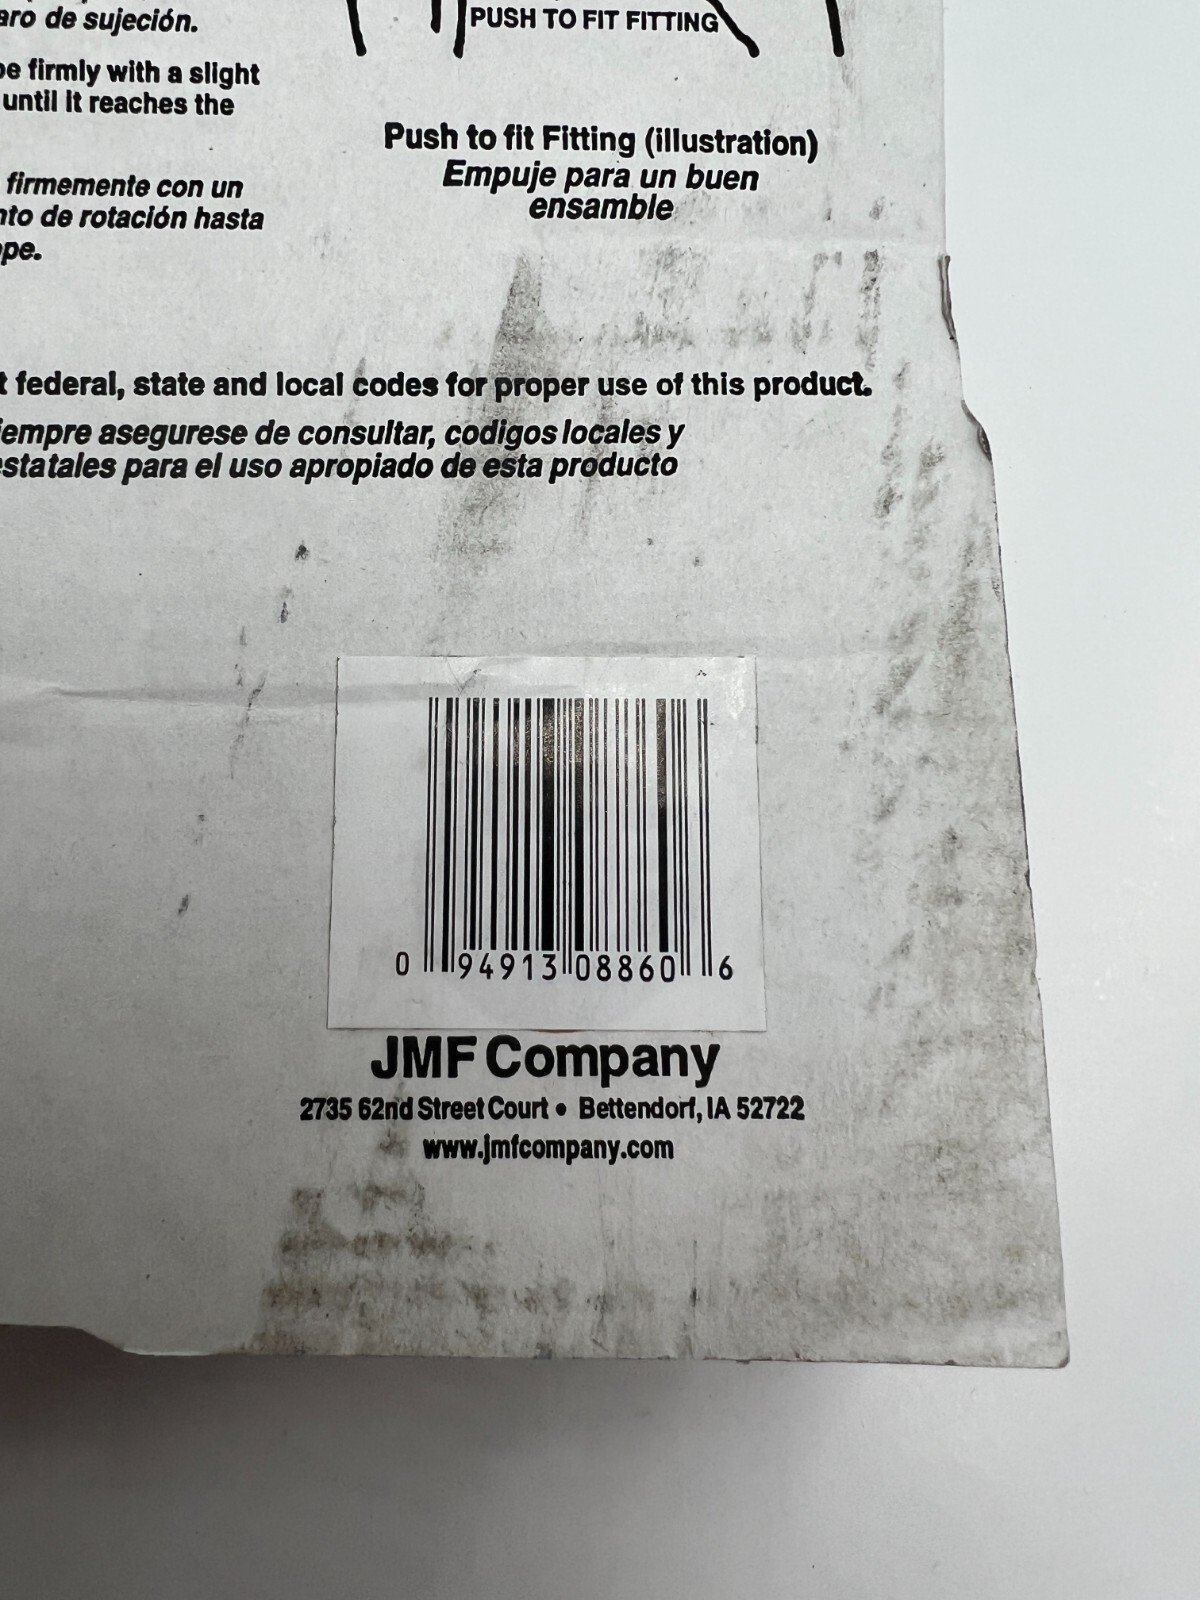 aro de sujeción.
PUSH TO FIT FITTING
be firmly with a slight
until it reaches the
firmemente con un
nto de rotación hasta
ope.
Push to fit Fitting (illustration)
Empuje para un buen
ensamble
t federal, state and local codes for proper use of this product.
iempre asegurese de consultar, codigos locales y
estatales para el uso apropiado de esta producto
0 94913 08860 6
JMF Company
2735 62nd Street Court • Bettendorf, IA 52722
www.jmfcompany.com